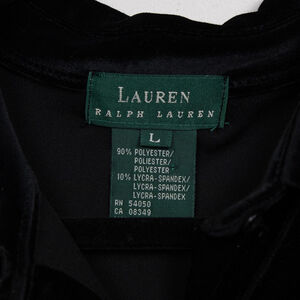 LAUREN
RALPH LAUREN
L
90% POLYESTER/
POLIESTER/
POLYESTER
10% LYCRA-SPANDEX/
LYCRA-SPANDEX/
LYCRA-SPANDEX
RN 54050
CA 08349